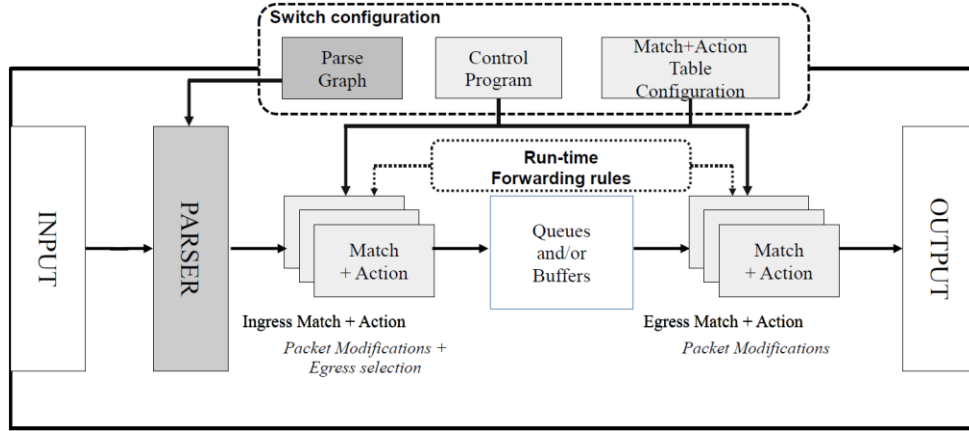 Switch configuration
Parse
Graph
Control
Program
Match+Action
Table
Configuration
Run-time
Forwarding rules
INPUT
PARSER
Match
+ Action
Queues
and/or
Buffers
Match
+ Action
OUTPUT
Ingress Match + Action
Packet Modifications +
Egress selection
Egress Match + Action
Packet Modifications